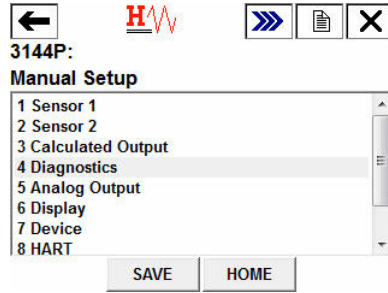 H
3144P:
Manual Setup
1 Sensor 1
2 Sensor 2
3 Calculated Output
4 Diagnostics
5 Analog Output
6 Display
7 Device
8 HART
SAVE HOME